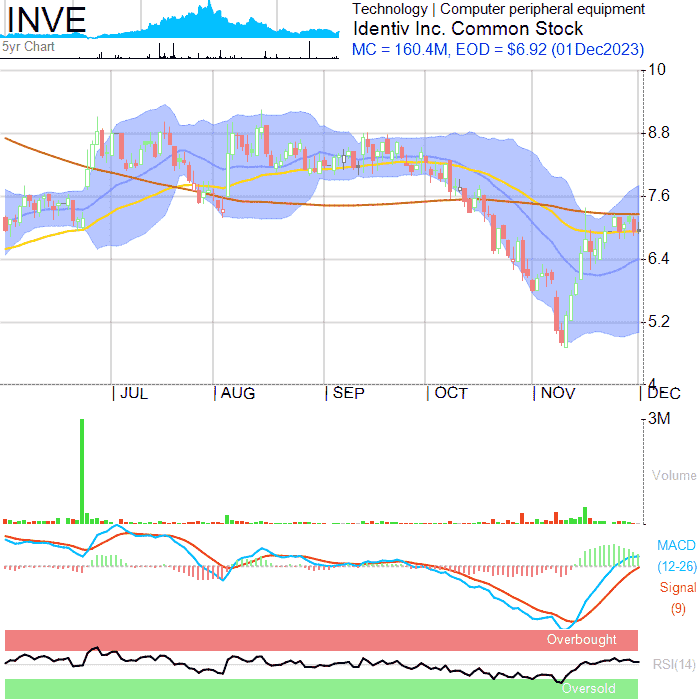 INVE
Technology | Computer peripheral equipment
Identiv Inc. Common Stock
5yr Chart
MC = 160.4M, EOD = $6.92 (01Dec2023)
10
8.8
7.6
6.4
5.2
4
JUL AUG SEP OCT NOV DEC
3M
Volume
MACD
(12-26)
Signal
(9)
Overbought
RSI(14)
Oversold